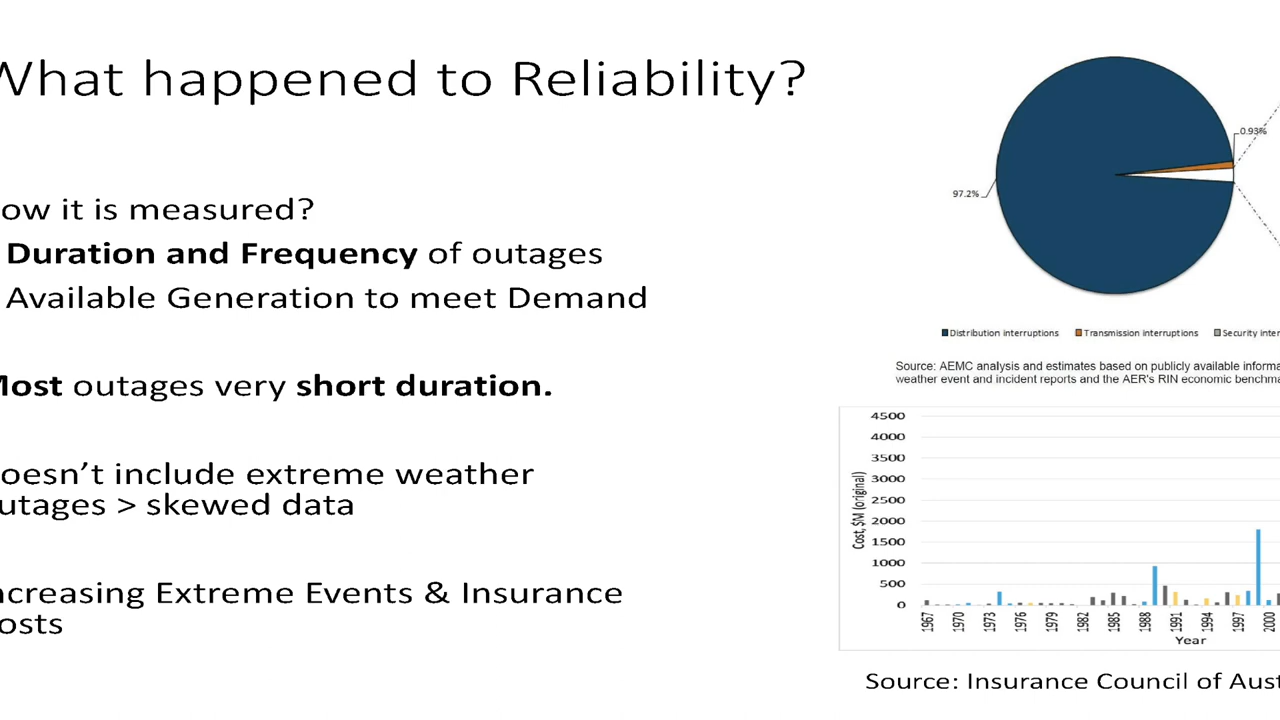 What happened to Reliability?
ow it is measured?
Duration and Frequency of outages
Available Generation to meet Demand
Most outages very short duration.
oesn't include extreme weather
utages > skewed data
ncreasing Extreme Events & Insurance
osts
0.93%
97.2%
Distribution interruptions Transmission interruptions Security inter
Source: AEMC analysis and estimates based on publicly available informa
weather event and incident reports and the AER's RIN economic benchma
4500
4000
3500
3000
2500
2000
1500
1000
500
0
Cost, $M (original)
1967 1970 1973 1976 1979 1982 1985 1988 1991 1994 1997 2000
Year
Source: Insurance Council of Aust